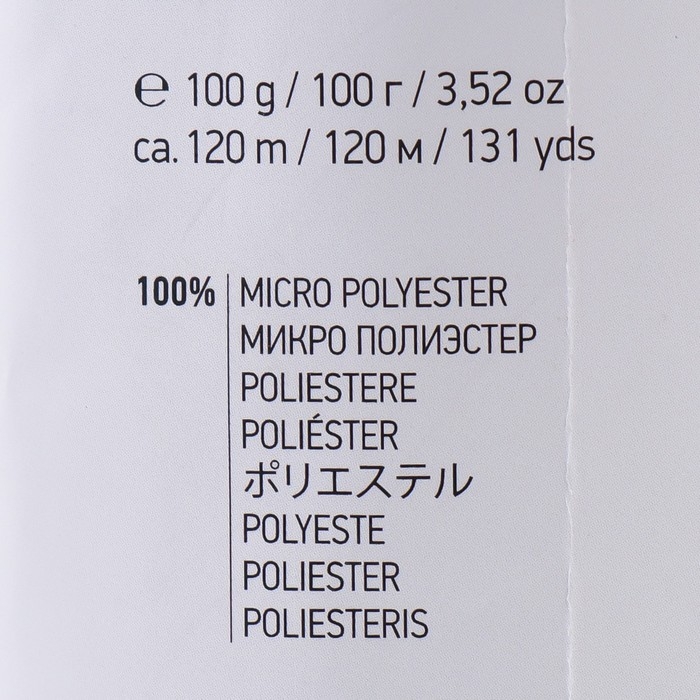 ℮ 100 g / 100 г / 3,52 oz
ca. 120 m / 120 м / 131 yds
100% MICRO POLYESTER
МИКРО ПОЛИЭСТЕР
POLIESTERE
POLIÉSTER
ポリエステル
POLYESTE
POLIESTER
POLIESTERIS